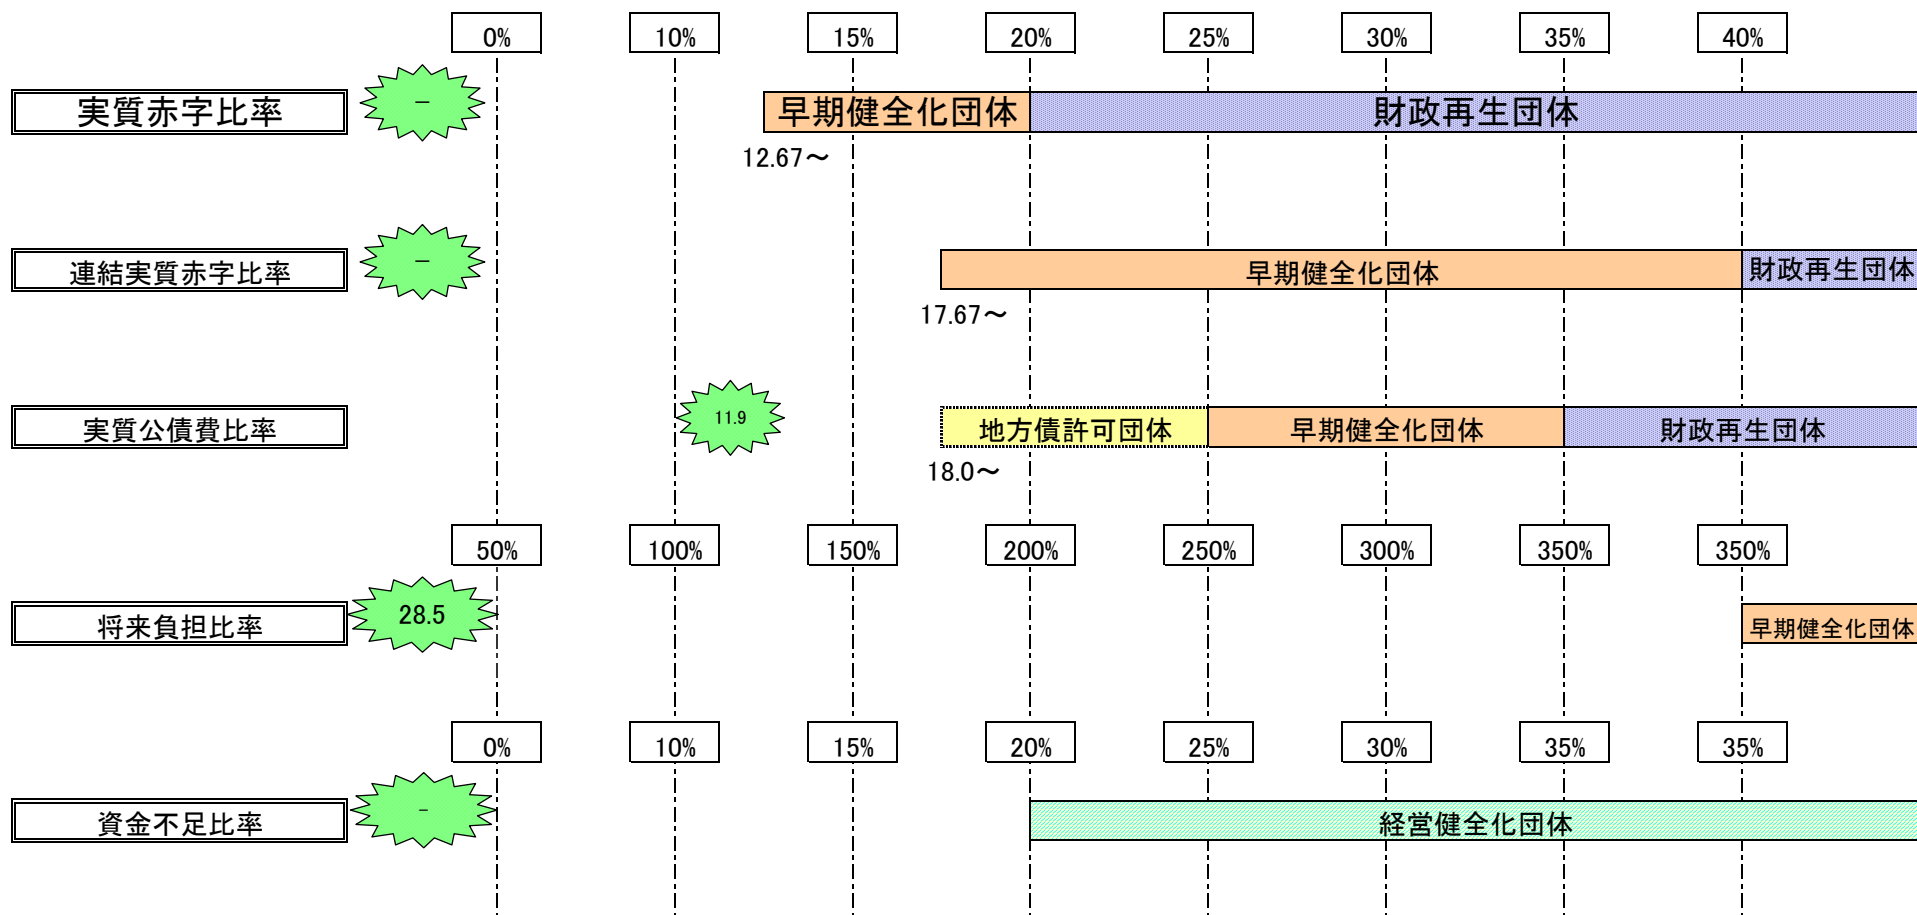 0% 10% 15% 20% 25% 30% 35% 40%
実質赤字比率 － 早期健全化団体 財政再生団体
12.67～
連結実質赤字比率 － 早期健全化団体 財政再生団体
17.67～
実質公債費比率 11.9 地方債許可団体 早期健全化団体 財政再生団体
18.0～
50% 100% 150% 200% 250% 300% 350% 350%
将来負担比率 28.5 早期健全化団体
0% 10% 15% 20% 25% 30% 35% 35%
資金不足比率 - 経営健全化団体